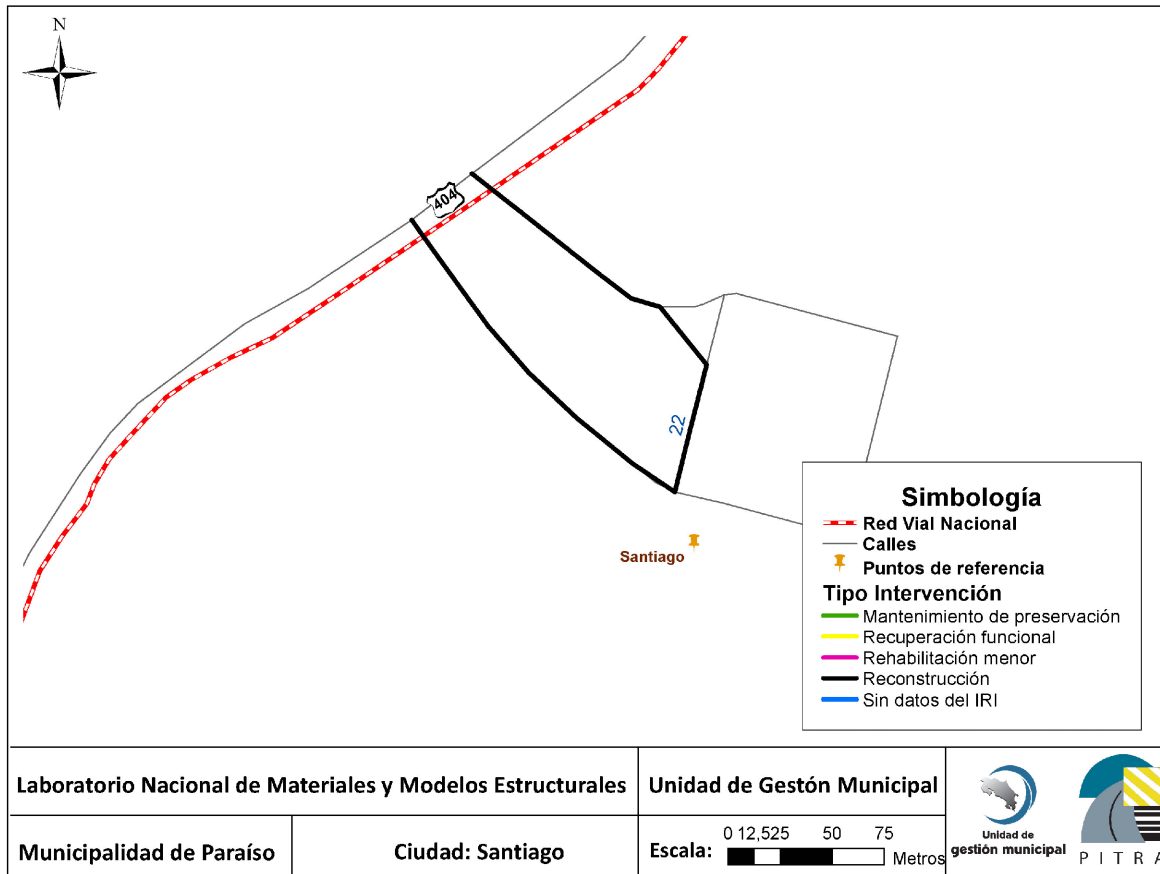 N
404
22
Santiago
Simbología
Red Vial Nacional
Calles
Puntos de referencia
Tipo Intervención
Mantenimiento de preservación
Recuperación funcional
Rehabilitación menor
Reconstrucción
Sin datos del IRI
Laboratorio Nacional de Materiales y Modelos Estructurales
Unidad de Gestión Municipal
Municipalidad de Paraíso
Ciudad: Santiago
Escala:
0 12,525 50 75
Metros
Unidad de
gestión municipal
PITRA